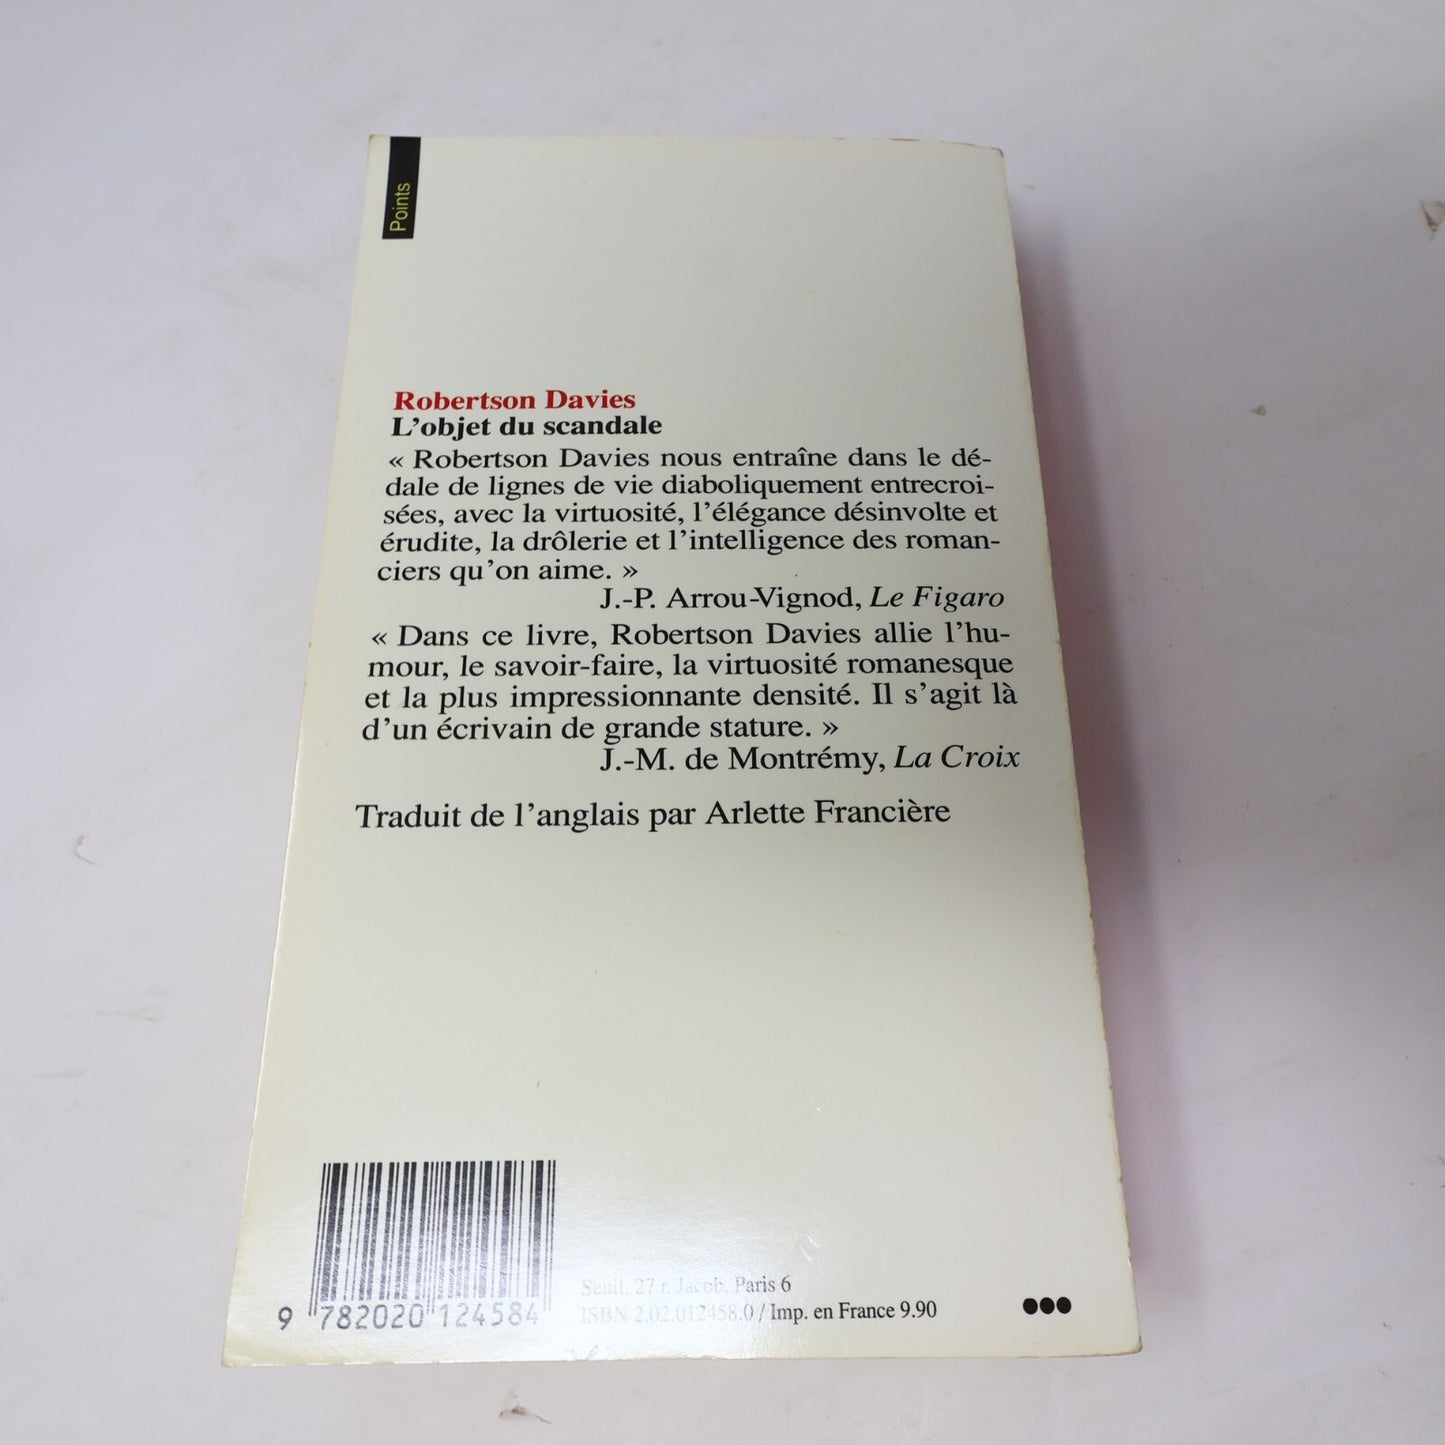 Points
Robertson Davies
L’objet du scandale
« Robertson Davies nous entraîne dans le dé-
dale de lignes de vie diaboliquement entrecroi-
sées, avec la virtuosité, l’élégance désinvolte et
érudite, la drôlerie et l’intelligence des roman-
ciers qu’on aime. »
J.-P. Arrou-Vignod, Le Figaro
« Dans ce livre, Robertson Davies allie l’hu-
mour, le savoir-faire, la virtuosité romanesque
et la plus impressionnante densité. Il s’agit là
d’un écrivain de grande stature. »
J.-M. de Montrémy, La Croix
Traduit de l’anglais par Arlette Francière
9 782020 124584
Seuil, 27 r. Jacob, Paris 6
ISBN 2.02.012458.0 / Imp. en France 9.90